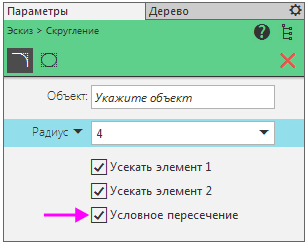 Параметры Дерево
Эскиз > Скругление
Объект: Укажите объект
Радиус 4
Усекать элемент 1
Усекать элемент 2
Условное пересечение